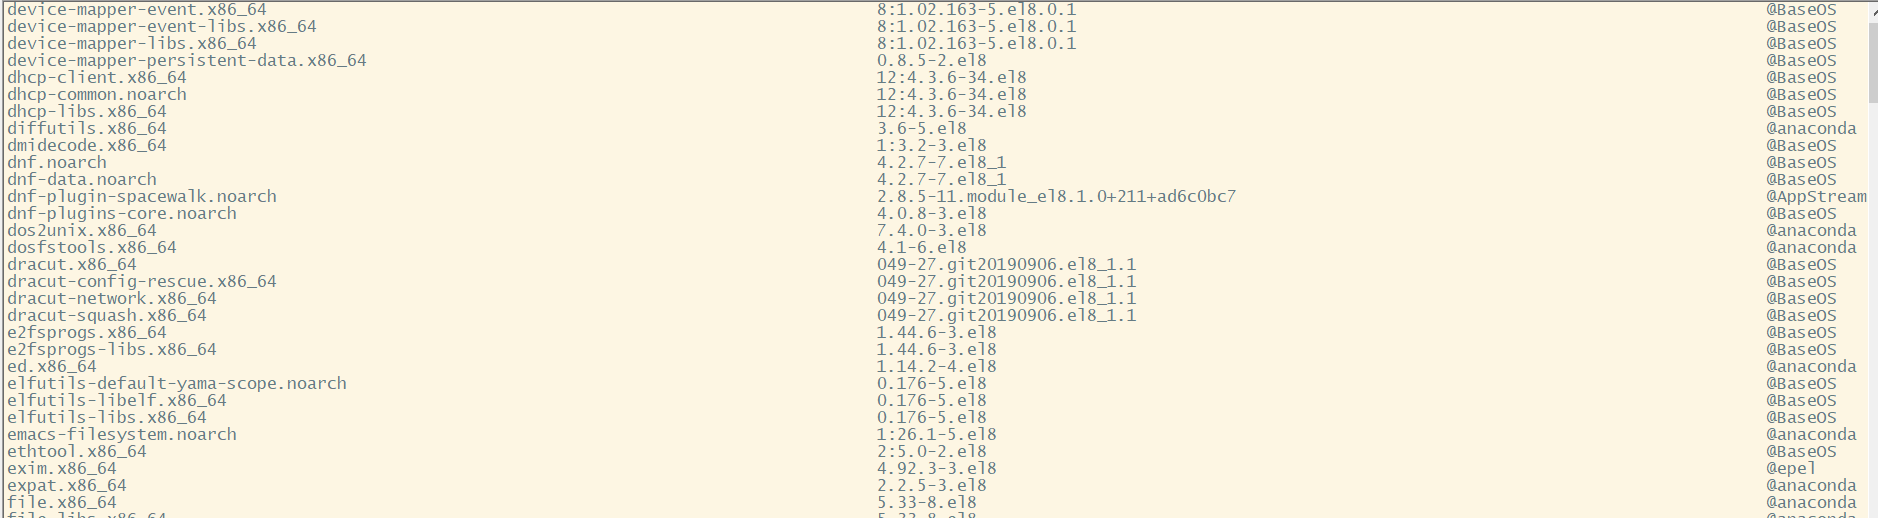 device-mapper-event.x86_64 8:1.02.163-5.el8.0.1 @BaseOS
device-mapper-event-libs.x86_64 8:1.02.163-5.el8.0.1 @BaseOS
device-mapper-libs.x86_64 8:1.02.163-5.el8.0.1 @BaseOS
device-mapper-persistent-data.x86_64 0.8.5-2.el8 @BaseOS
dhcp-client.x86_64 12:4.3.6-34.el8 @BaseOS
dhcp-common.noarch 12:4.3.6-34.el8 @BaseOS
dhcp-libs.x86_64 12:4.3.6-34.el8 @BaseOS
diffutils.x86_64 3.6-5.el8 @anaconda
dmidecode.x86_64 1:3.2-3.el8 @BaseOS
dnf.noarch 4.2.7-7.el8_1 @BaseOS
dnf-data.noarch 4.2.7-7.el8_1 @BaseOS
dnf-plugin-spacewalk.noarch 2.8.5-11.module_el8.1.0+211+ad6c0bc7 @AppStream
dnf-plugins-core.noarch 4.0.8-3.el8 @BaseOS
dos2unix.x86_64 7.4.0-3.el8 @anaconda
dosfstools.x86_64 4.1-6.el8 @anaconda
dracut.x86_64 049-27.git20190906.el8_1.1 @BaseOS
dracut-config-rescue.x86_64 049-27.git20190906.el8_1.1 @BaseOS
dracut-network.x86_64 049-27.git20190906.el8_1.1 @BaseOS
dracut-squash.x86_64 049-27.git20190906.el8_1.1 @BaseOS
e2fsprogs.x86_64 1.44.6-3.el8 @BaseOS
e2fsprogs-libs.x86_64 1.44.6-3.el8 @BaseOS
ed.x86_64 1.14.2-4.el8 @anaconda
elfutils-default-yama-scope.noarch 0.176-5.el8 @BaseOS
elfutils-libelf.x86_64 0.176-5.el8 @BaseOS
elfutils-libs.x86_64 0.176-5.el8 @BaseOS
emacs-filesystem.noarch 1:26.1-5.el8 @anaconda
ethtool.x86_64 2:5.0-2.el8 @BaseOS
exim.x86_64 4.92.3-3.el8 @epel
expat.x86_64 2.2.5-3.el8 @anaconda
file.x86_64 5.33-8.el8 @anaconda
file-libs.x86_64 5.33-8.el8 @anaconda